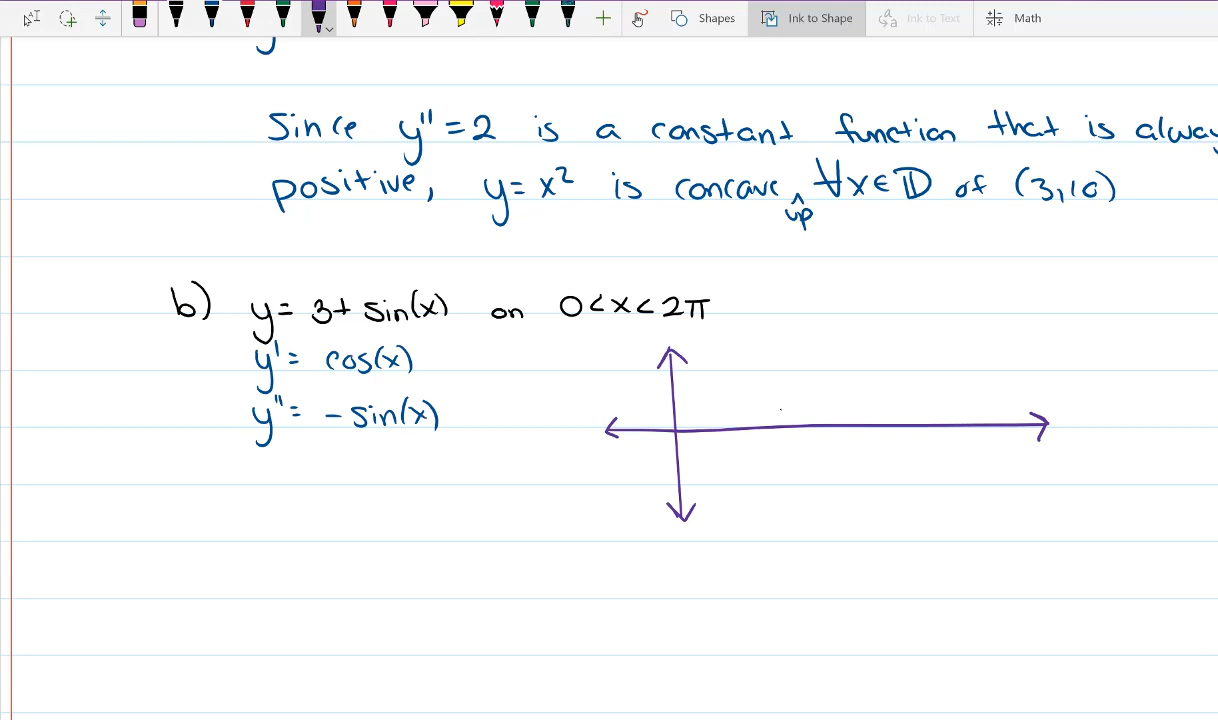 Shapes Ink to Shape Ink to Text Math
y
Since y'' = 2 is a constant function that is alway
positive, y = x² is concave ^up ∀x∈𝔻 of (3,10)
b) y = 3 + sin(x) on 0 < x < 2π
y' = cos(x)
y'' = - sin(x)